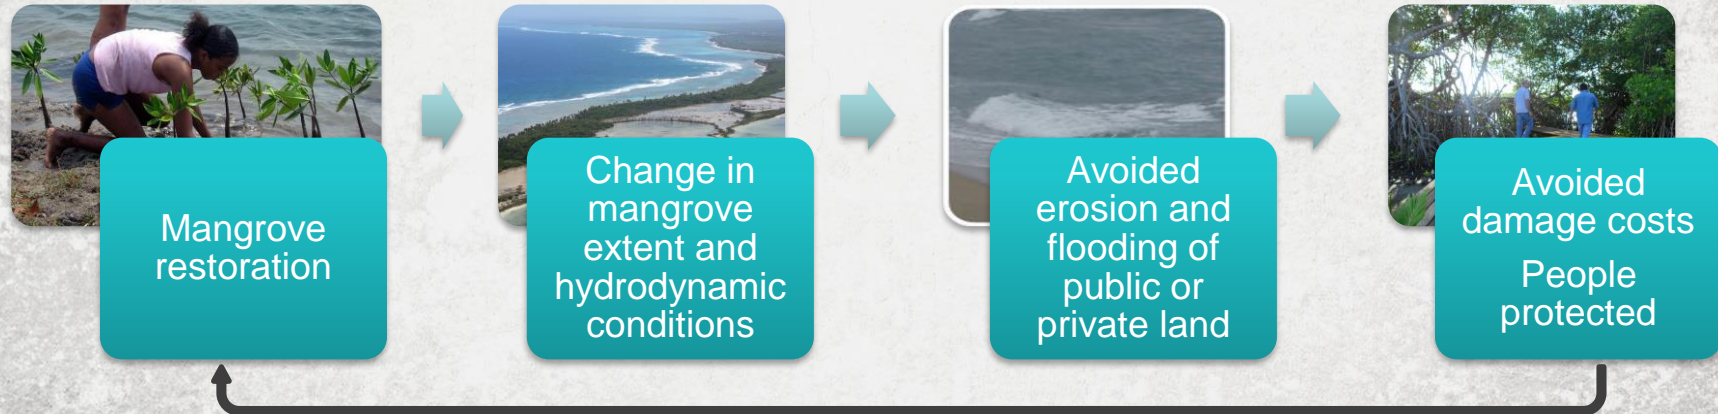 Mangrove
restoration
Change in
mangrove
extent and
hydrodynamic
conditions
Avoided
erosion and
flooding of
public or
private land
Avoided
damage costs
People
protected